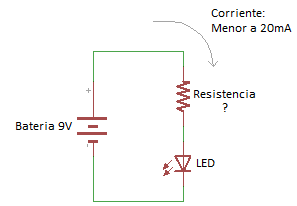 Corriente:
Menor a 20mA
Resistencia
?
Bateria 9V
LED